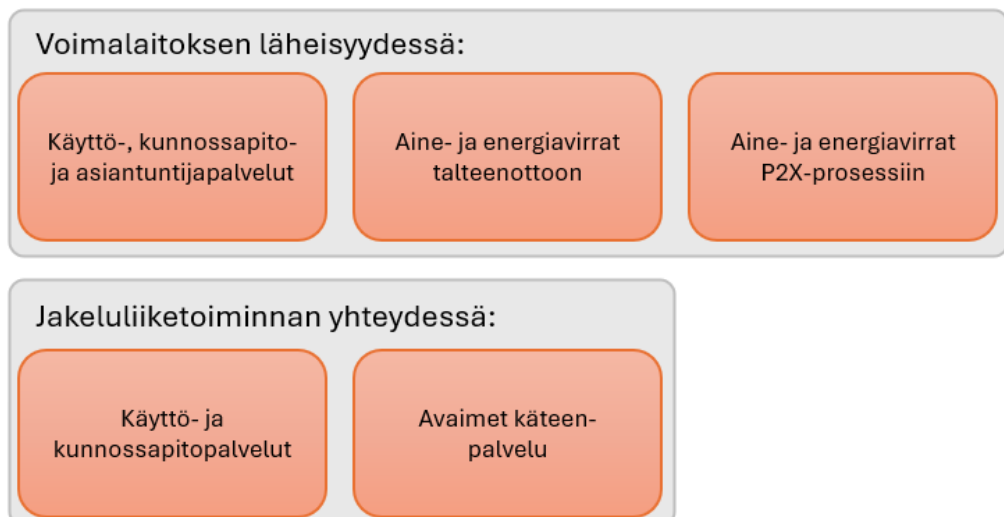 Voimalaitoksen läheisyydessä:
Käyttö-, kunnossapito-
ja asiantuntijapalvelut
Aine- ja energiavirrat
talteenottoon
Aine- ja energiavirrat
P2X-prosessiin
Jakeluliiketoiminnan yhteydessä:
Käyttö- ja
kunnossapitopalvelut
Avaimet käteen-
palvelu